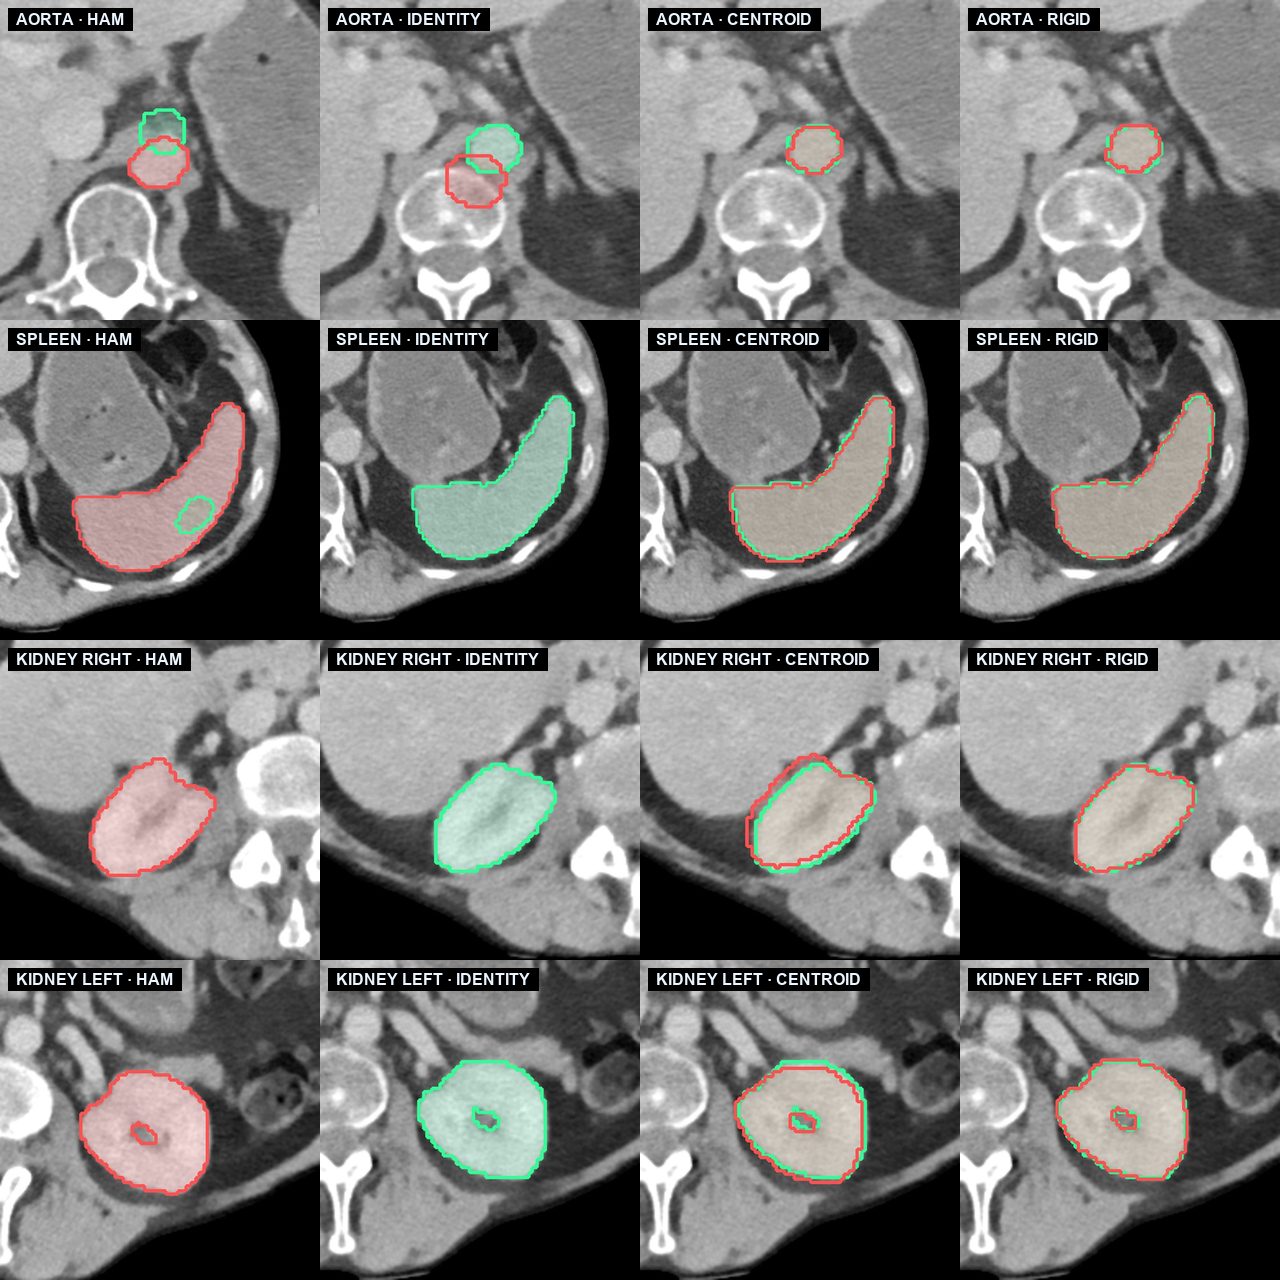 AORTA · HAM
AORTA · IDENTITY
AORTA · CENTROID
AORTA · RIGID
SPLEEN · HAM
SPLEEN · IDENTITY
SPLEEN · CENTROID
SPLEEN · RIGID
KIDNEY RIGHT · HAM
KIDNEY RIGHT · IDENTITY
KIDNEY RIGHT · CENTROID
KIDNEY RIGHT · RIGID
KIDNEY LEFT · HAM
KIDNEY LEFT · IDENTITY
KIDNEY LEFT · CENTROID
KIDNEY LEFT · RIGID